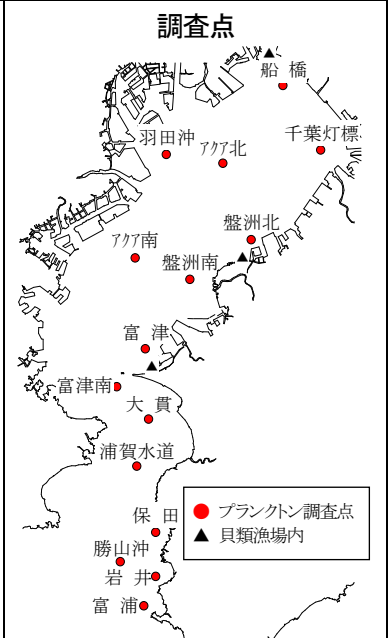 調査点
船 橋
羽田沖
アクア北
千葉灯標
盤洲北
アクア南
盤洲南
富 津
富津南
大 貫
浦賀水道
保 田
勝山沖
岩 井
富 浦
プランクトン調査点
貝類漁場内